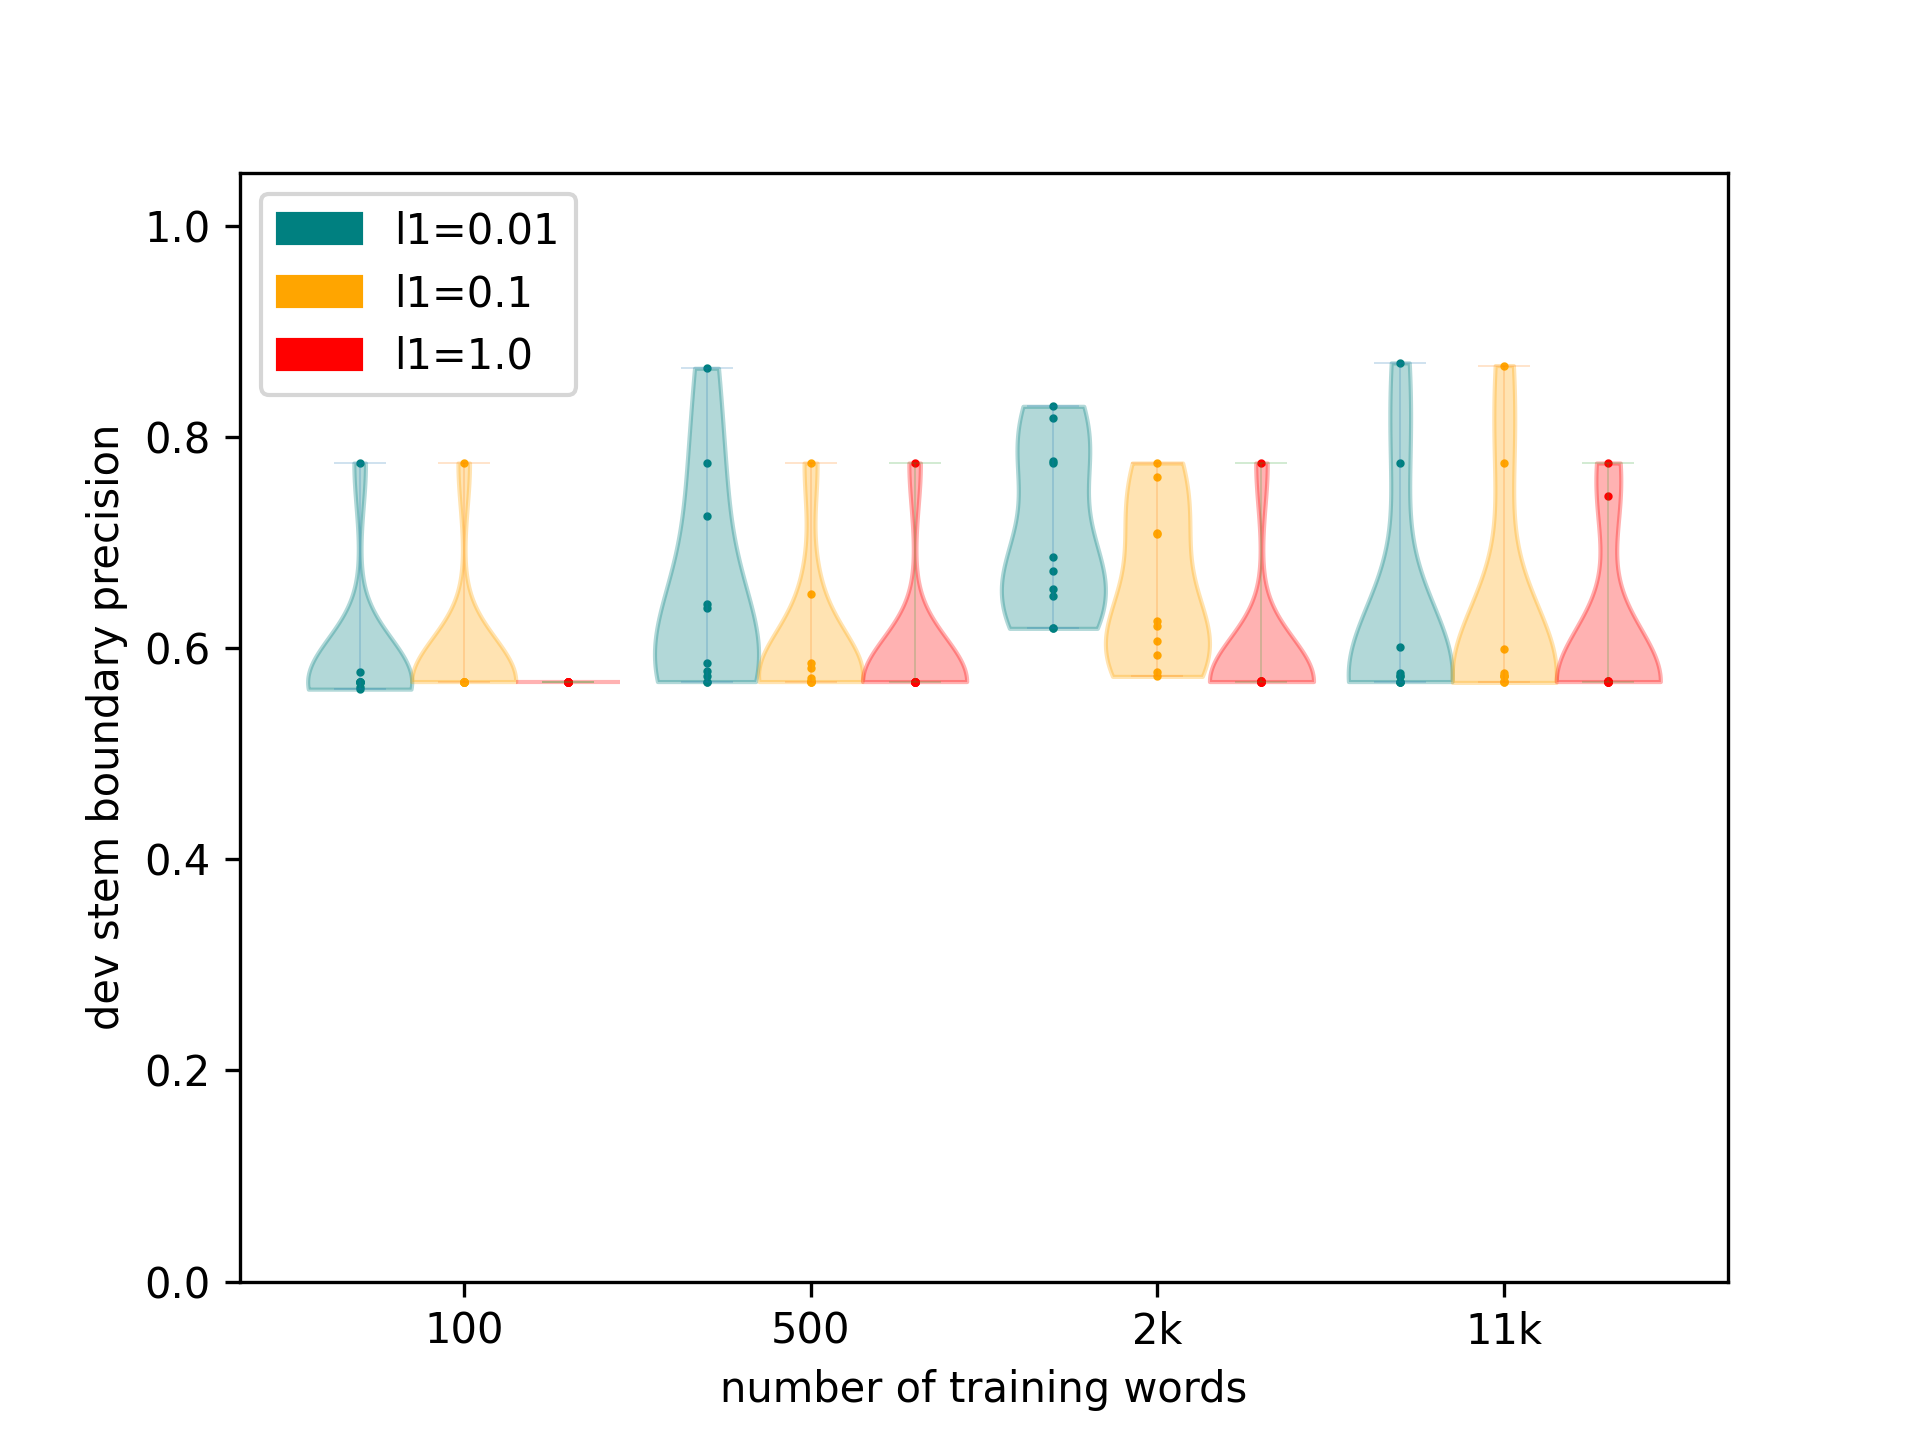 l1=0.01
l1=0.1
l1=1.0
1.0
0.8
0.6
0.4
0.2
0.0
dev stem boundary precision
100 500 2k 11k
number of training words